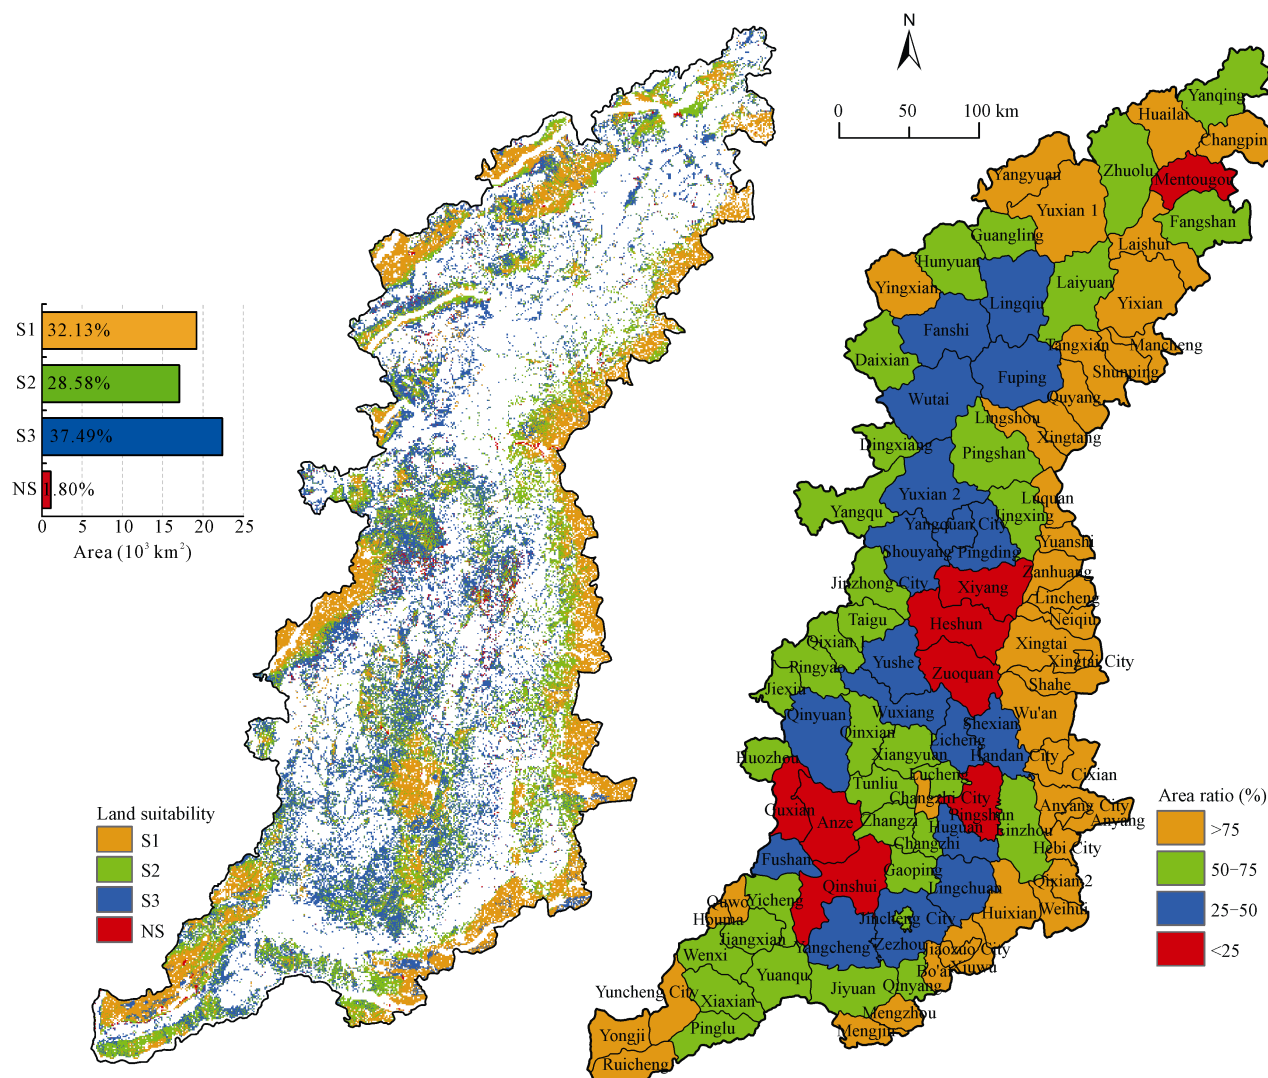 N
0
50
100 km
S1
32.13%
S2
28.58%
S3
37.49%
NS
1.80%
0
5
10
15
20
25
Area (10³ km²)
Land suitability
S1
S2
S3
NS
Yanqing
Huailai
Changpin
Zhuolu
Mentougou
Yangyuan
Yuxian 1
Fangshan
Guangling
Laishui
Hunyuan
Yingxian
Lingqiu
Laiyuan
Yixian
Fanshi
Tangxian
Mancheng
Daixian
Shunping
Fuping
Wutai
Quyang
Lingshou
Xingtang
Dingxiang
Pingshan
Yuxian 2
Luquan
Yangqu
Jingxing
Yangquan City
Yuanshi
Shouyang
Pingding
Zanhuang
Jinzhong City
Xiyang
Lincheng
Taigu
Heshun
Neiqiu
Qixian 1
Xingtai
Yushe
Xingtai City
Pingyao
Zuoquan
Shahe
Jiexiu
Qinyuan
Wuxiang
Wu'an
Shexian
Qinxian
Licheng
Huozhou
Xiangyuan
Handan City
Lucheng
Cixian
Tunliu
Changzhi City
Anyang City
Guxian
Anze
Zhangzi
Pingshun
Anyang
Huguan
Linzhou
Changzhi
Hebi City
Fushan
Gaoping
Qinshui
Lingchuan
Qixian 2
Quwo
Yicheng
Weihui
Houma
Jincheng City
Huixian
Jiangxian
Yangcheng
Zezhou
Jiaozuo City
Wenxi
Bo'ai
Xiuwu
Yuanqu
Jiyuan
Qinyang
Yuncheng City
Xiaxian
Mengzhou
Yongji
Pinglu
Mengjin
Ruicheng
Area ratio (%)
>75
50−75
25−50
<25